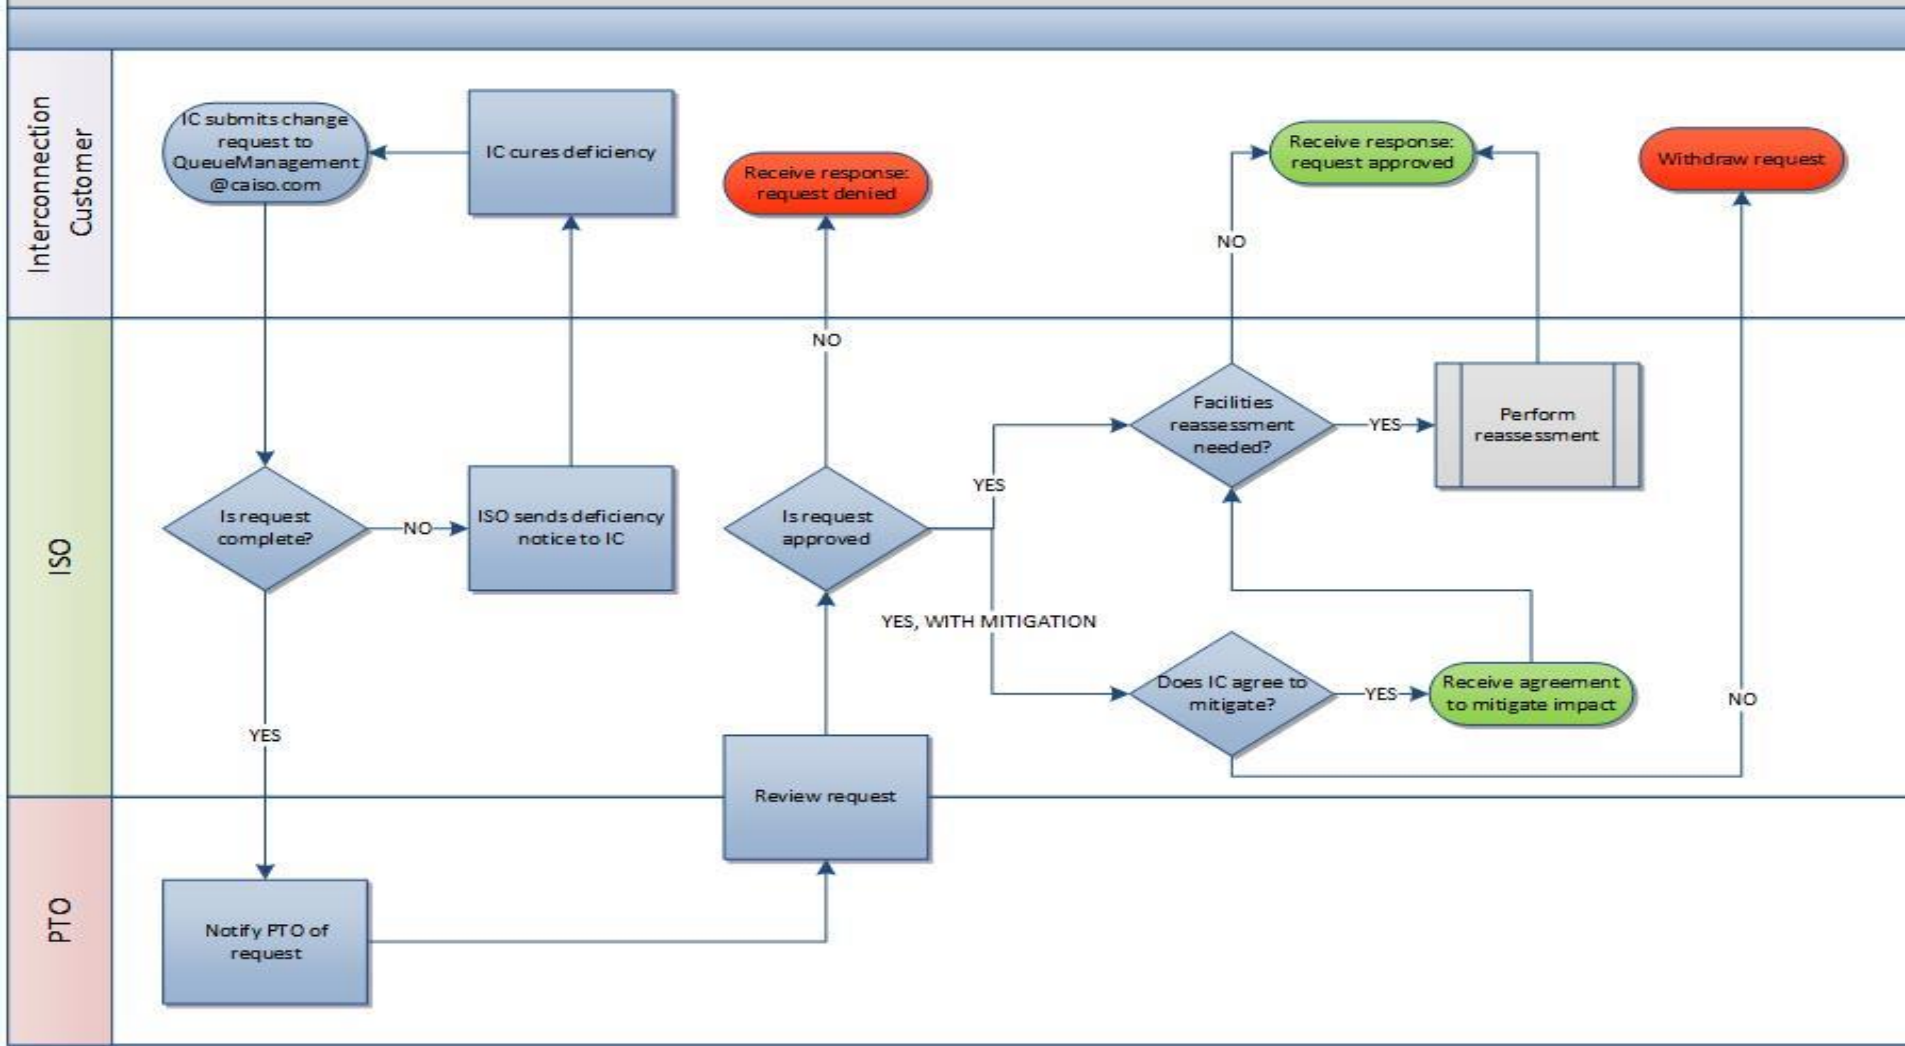 Interconnection
Customer
IC submits change
request to
QueueManagement
@caiso.com
IC cures deficiency
Receive response:
request denied
Receive response:
request approved
Withdraw request
NO
ISO
NO
Facilities
reassessment
needed?
YES
Perform
reassessment
Is request
complete?
NO
ISO sends deficiency
notice to IC
Is request
approved
YES
YES, WITH MITIGATION
Does IC agree to
mitigate?
YES
Receive agreement
to mitigate impact
NO
YES
Review request
PTO
Notify PTO of
request